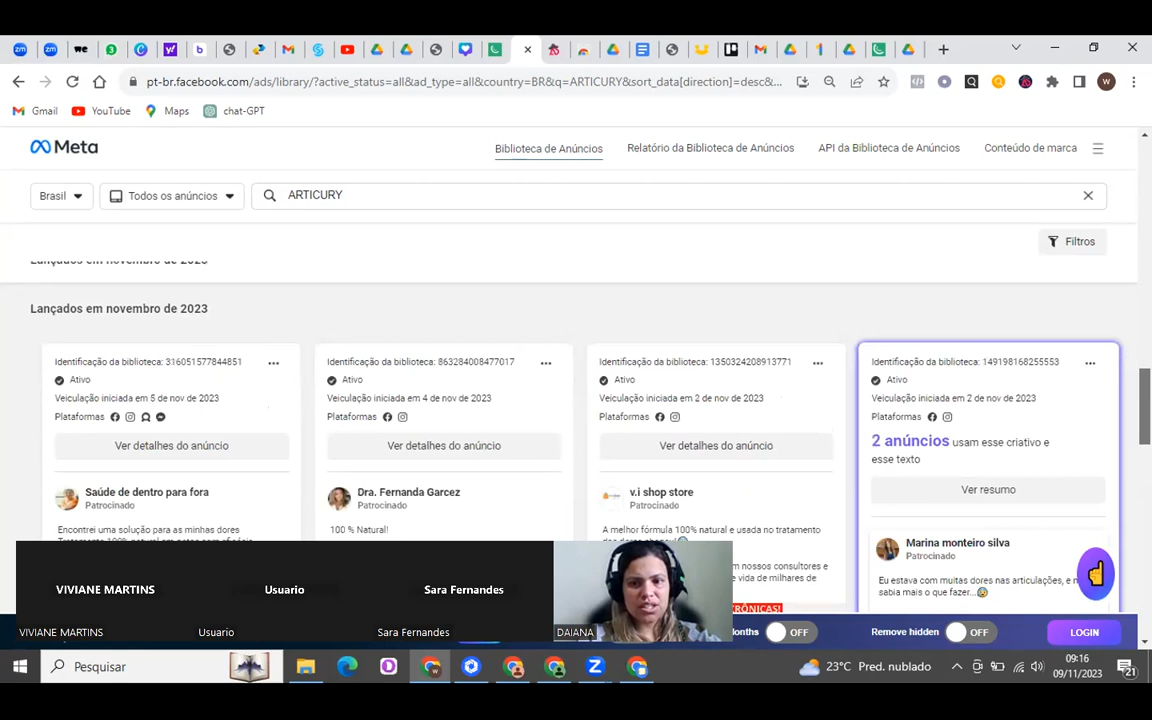 pt-br.facebook.com/ads/library/?active_status=all&ad_type=all&country=BR&q=ARTICURY&sort_data[direction]=desc&...
Gmail YouTube Maps chat-GPT
Meta
Biblioteca de Anúncios Relatório da Biblioteca de Anúncios API da Biblioteca de Anúncios Conteúdo de marca
Brasil Todos os anúncios ARTICURY
Filtros
Lançados em novembro de 2023
Lançados em novembro de 2023
Identificação da biblioteca: 316051577844851
Ativo
Veiculação iniciada em 5 de nov de 2023
Plataformas
Ver detalhes do anúncio
Saúde de dentro para fora
Patrocinado
Encontrei uma solução para as minhas dores
Identificação da biblioteca: 863284008477017
Ativo
Veiculação iniciada em 4 de nov de 2023
Plataformas
Ver detalhes do anúncio
Dra. Fernanda Garcez
Patrocinado
100 % Natural!
Identificação da biblioteca: 1350324208913771
Ativo
Veiculação iniciada em 2 de nov de 2023
Plataformas
Ver detalhes do anúncio
v.i shop store
Patrocinado
A melhor fórmula 100% natural e usada no tratamento
m nossos consultores e
e vida de milhares de
RÔNICAS!
Identificação da biblioteca: 149198168255553
Ativo
Veiculação iniciada em 2 de nov de 2023
Plataformas
2 anúncios usam esse criativo e
esse texto
Ver resumo
Marina monteiro silva
Patrocinado
Eu estava com muitas dores nas articulações, e n
sabia mais o que fazer...
VIVIANE MARTINS Usuario Sara Fernandes
VIVIANE MARTINS Usuario Sara Fernandes DAIANA
onths OFF Remove hidden OFF LOGIN
Pesquisar
23°C Pred. nublado
09:16
09/11/2023
21